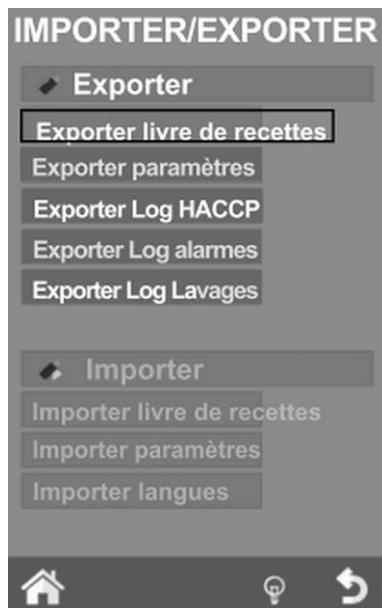 IMPORTER/EXPORTER
Exporter
Exporter livre de recettes
Exporter paramètres
Exporter Log HACCP
Exporter Log alarmes
Exporter Log Lavages
Importer
Importer livre de recettes
Importer paramètres
Importer langues